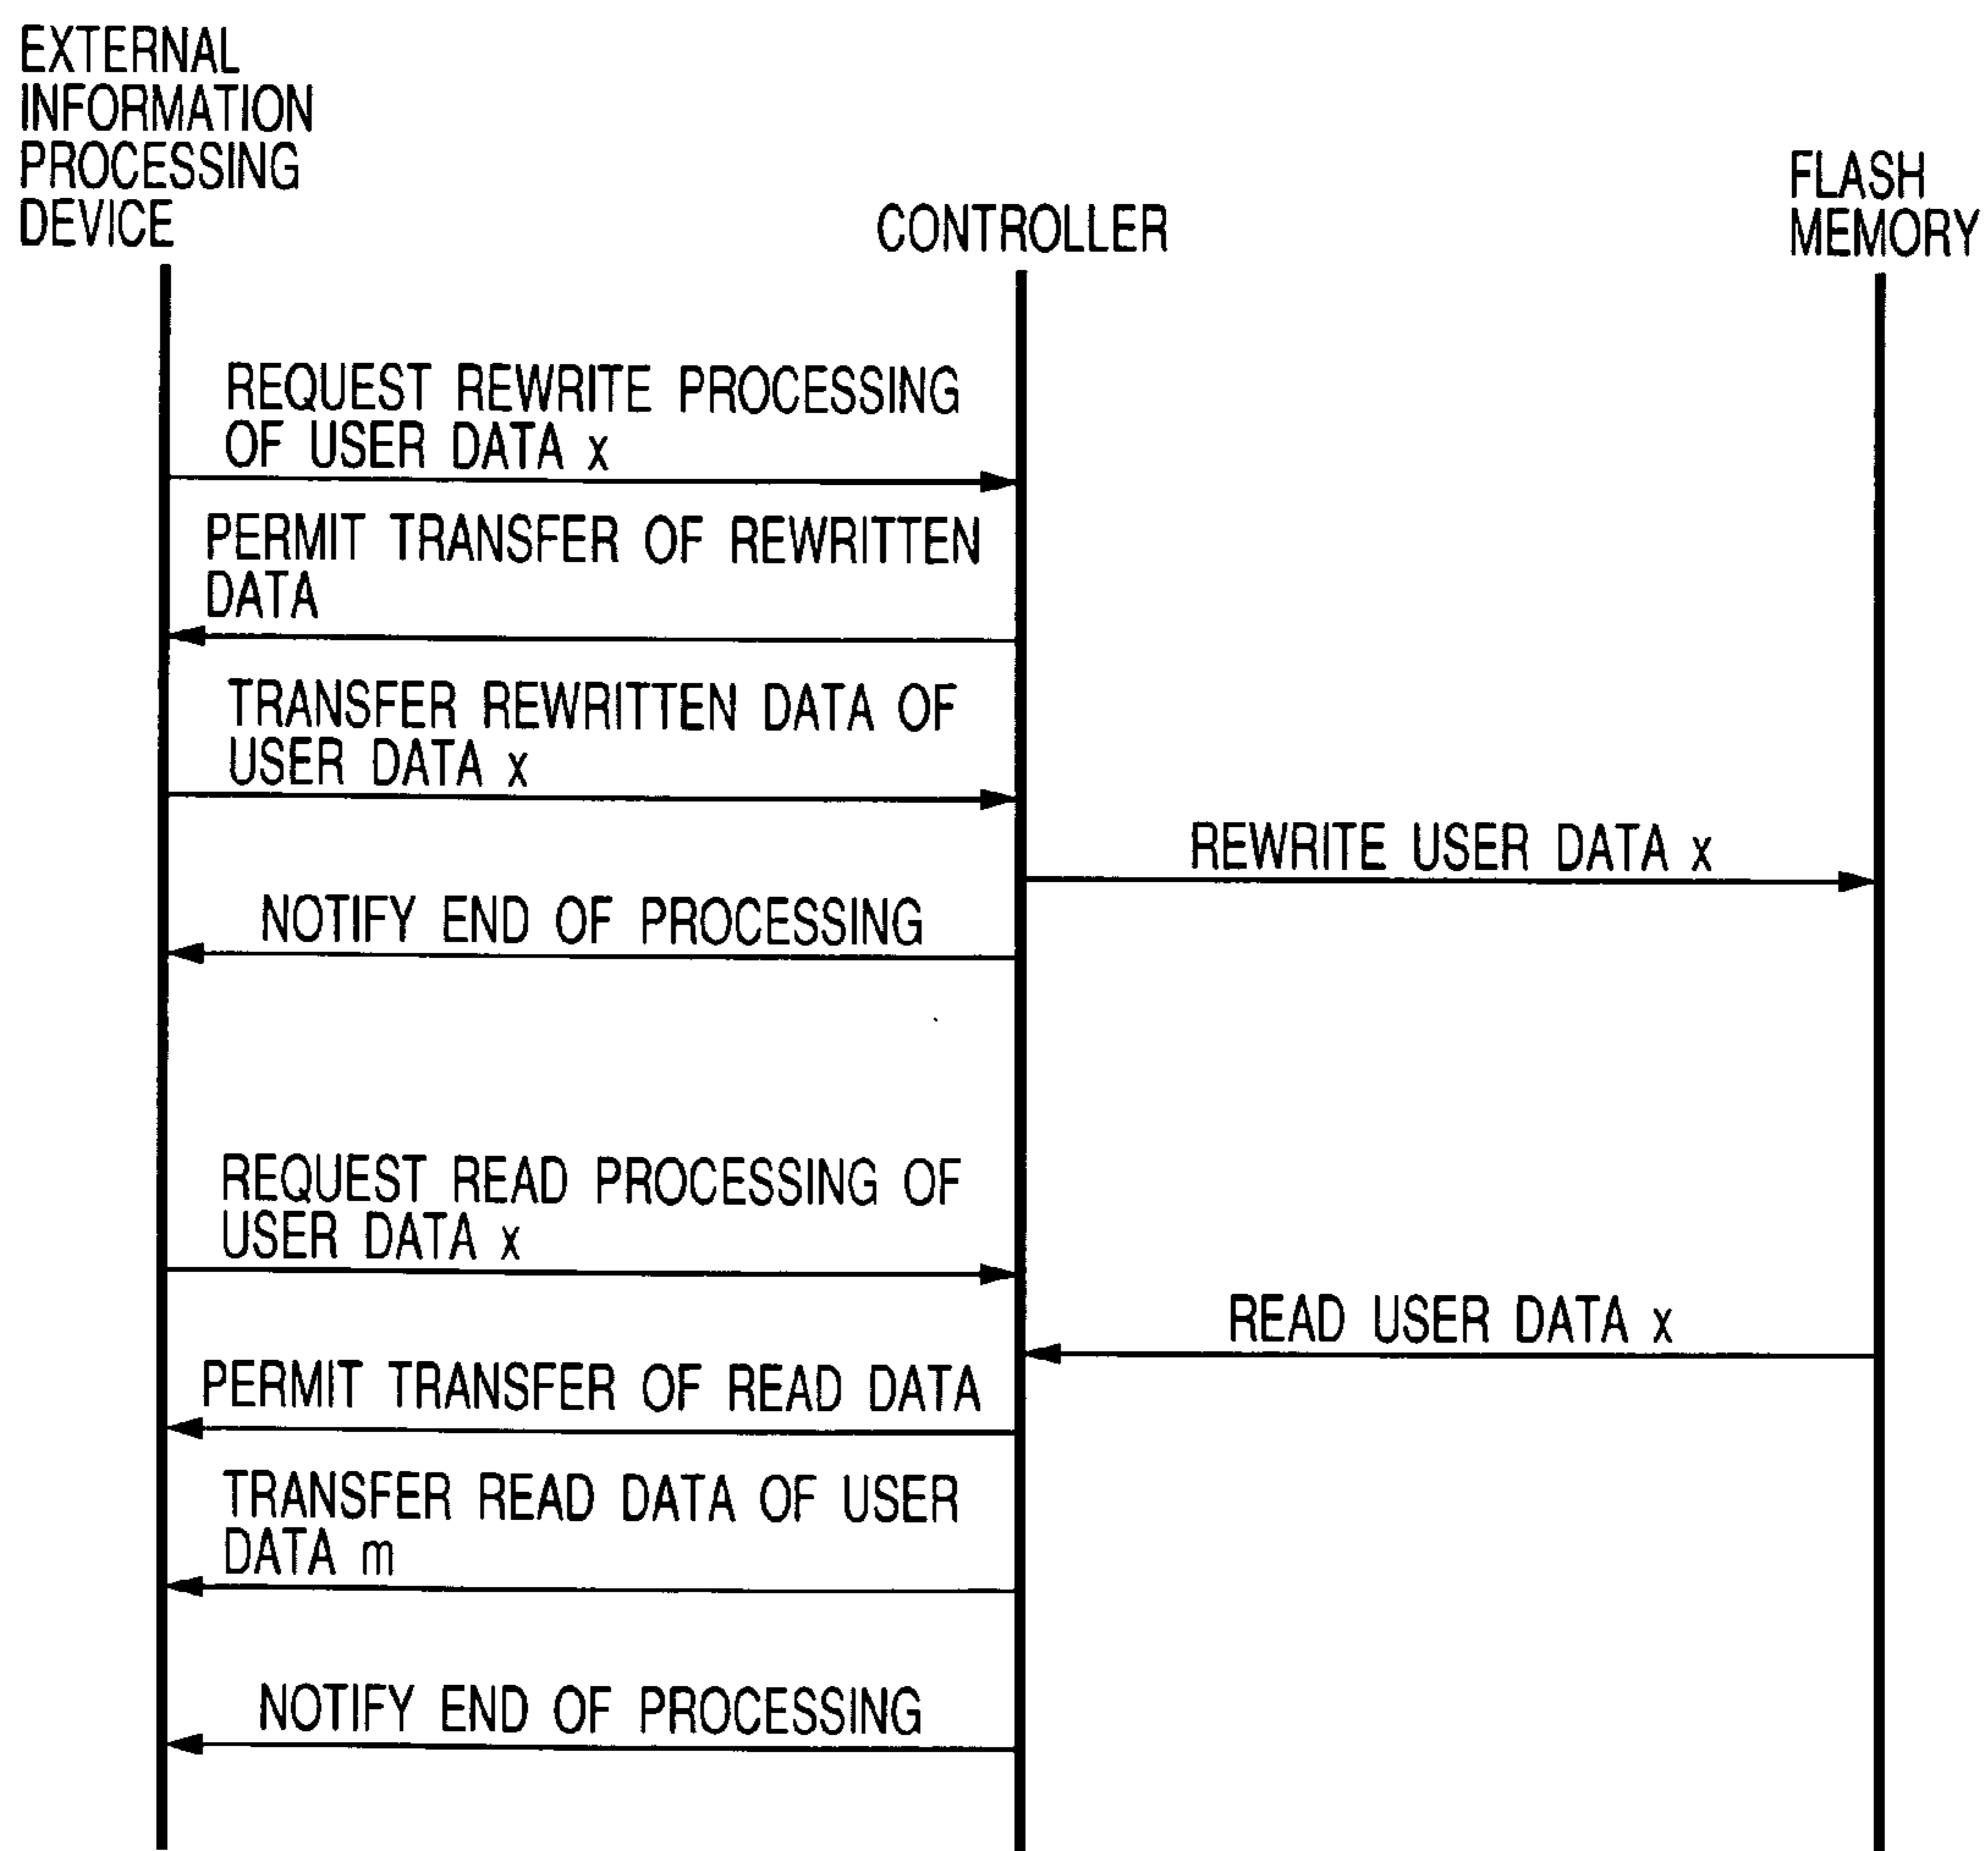 EXTERNAL
INFORMATION
PROCESSING
DEVICE
CONTROLLER
FLASH
MEMORY
REQUEST REWRITE PROCESSING
OF USER DATA x
PERMIT TRANSFER OF REWRITTEN
DATA
TRANSFER REWRITTEN DATA OF
USER DATA x
REWRITE USER DATA x
NOTIFY END OF PROCESSING
REQUEST READ PROCESSING OF
USER DATA x
READ USER DATA x
PERMIT TRANSFER OF READ DATA
TRANSFER READ DATA OF USER
DATA m
NOTIFY END OF PROCESSING